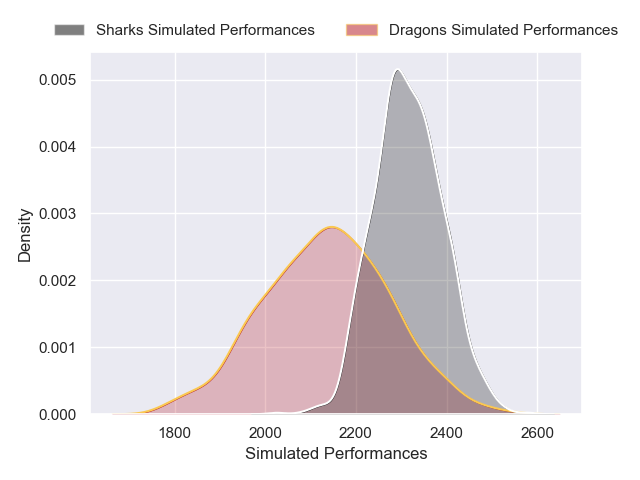 Sharks Simulated Performances Dragons Simulated Performances
0.005
0.004
0.003
0.002
0.001
0.000
Density
1800 2000 2200 2400 2600
Simulated Performances